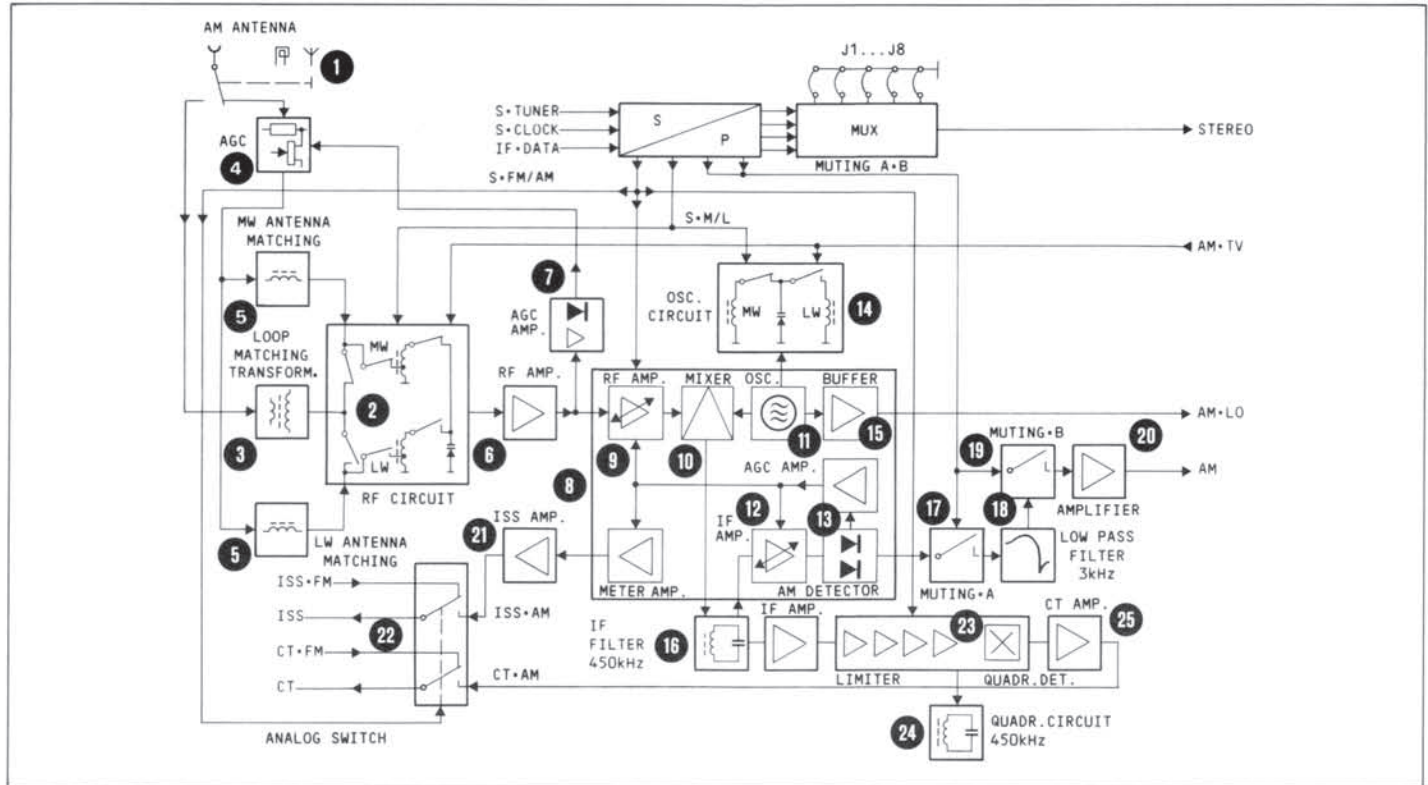 AM ANTENNA
1
J1...J8
S•TUNER
S•CLOCK
IF•DATA
S
P
MUX
STEREO
AGC
4
MUTING A•B
S•FM/AM
S•M/L
MW ANTENNA
MATCHING
AM•TV
5
7
AGC
AMP.
OSC.
CIRCUIT
MW
LW
14
LOOP
MATCHING
TRANSFORM.
3
MW
2
LW
RF CIRCUIT
RF AMP.
6
RF AMP.
MIXER
OSC.
BUFFER
9
10
11
15
AM•LO
8
AGC AMP.
MUTING•B
19
20
AM
AMPLIFIER
5
LW ANTENNA
MATCHING
21
ISS AMP.
METER AMP.
IF
AMP.
12
13
AM DETECTOR
17
MUTING•A
18
LOW PASS
FILTER
3kHz
ISS•FM
ISS
22
CT•FM
CT
ISS•AM
CT•AM
ANALOG SWITCH
IF
FILTER
450kHz
16
IF AMP.
LIMITER
23
QUADR.DET.
CT AMP.
25
24
QUADR.CIRCUIT
450kHz